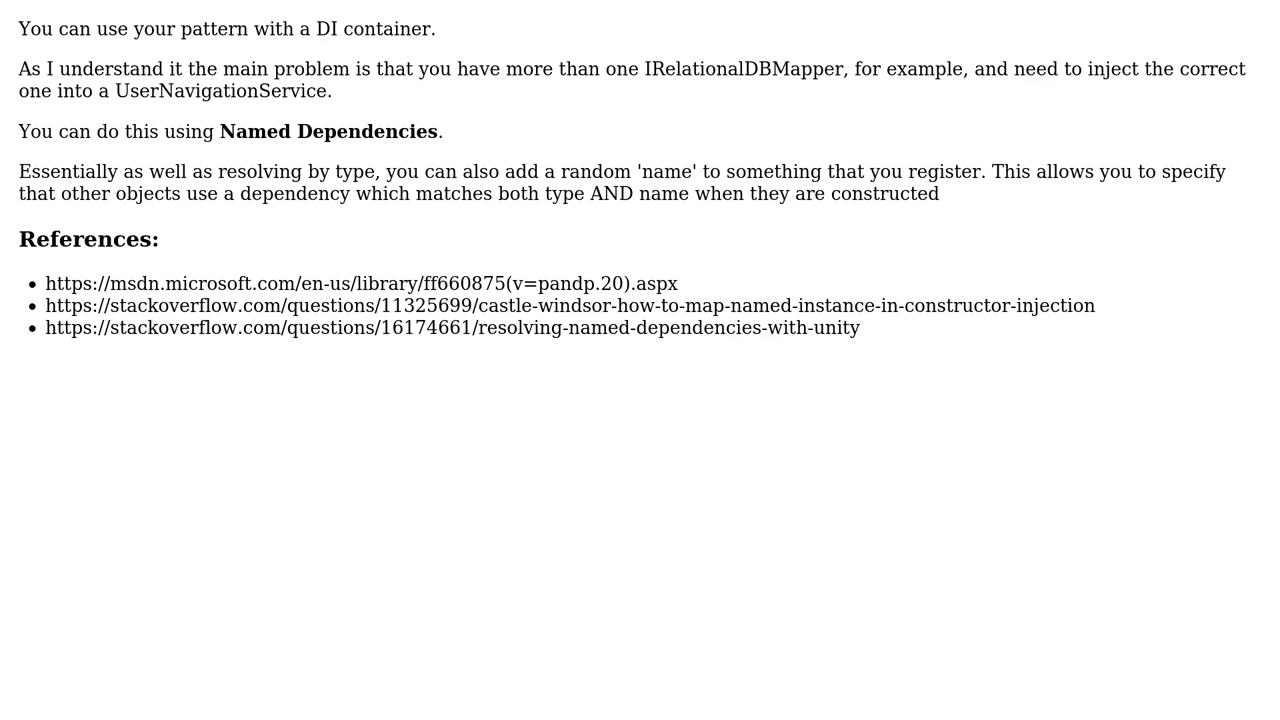 You can use your pattern with a DI container.
As I understand it the main problem is that you have more than one IRelationalDBMapper, for example, and need to inject the correct
one into a UserNavigationService.
You can do this using Named Dependencies.
Essentially as well as resolving by type, you can also add a random 'name' to something that you register. This allows you to specify
that other objects use a dependency which matches both type AND name when they are constructed
References:
• https://msdn.microsoft.com/en-us/library/ff660875(v=pandp.20).aspx
• https://stackoverflow.com/questions/11325699/castle-windsor-how-to-map-named-instance-in-constructor-injection
• https://stackoverflow.com/questions/16174661/resolving-named-dependencies-with-unity